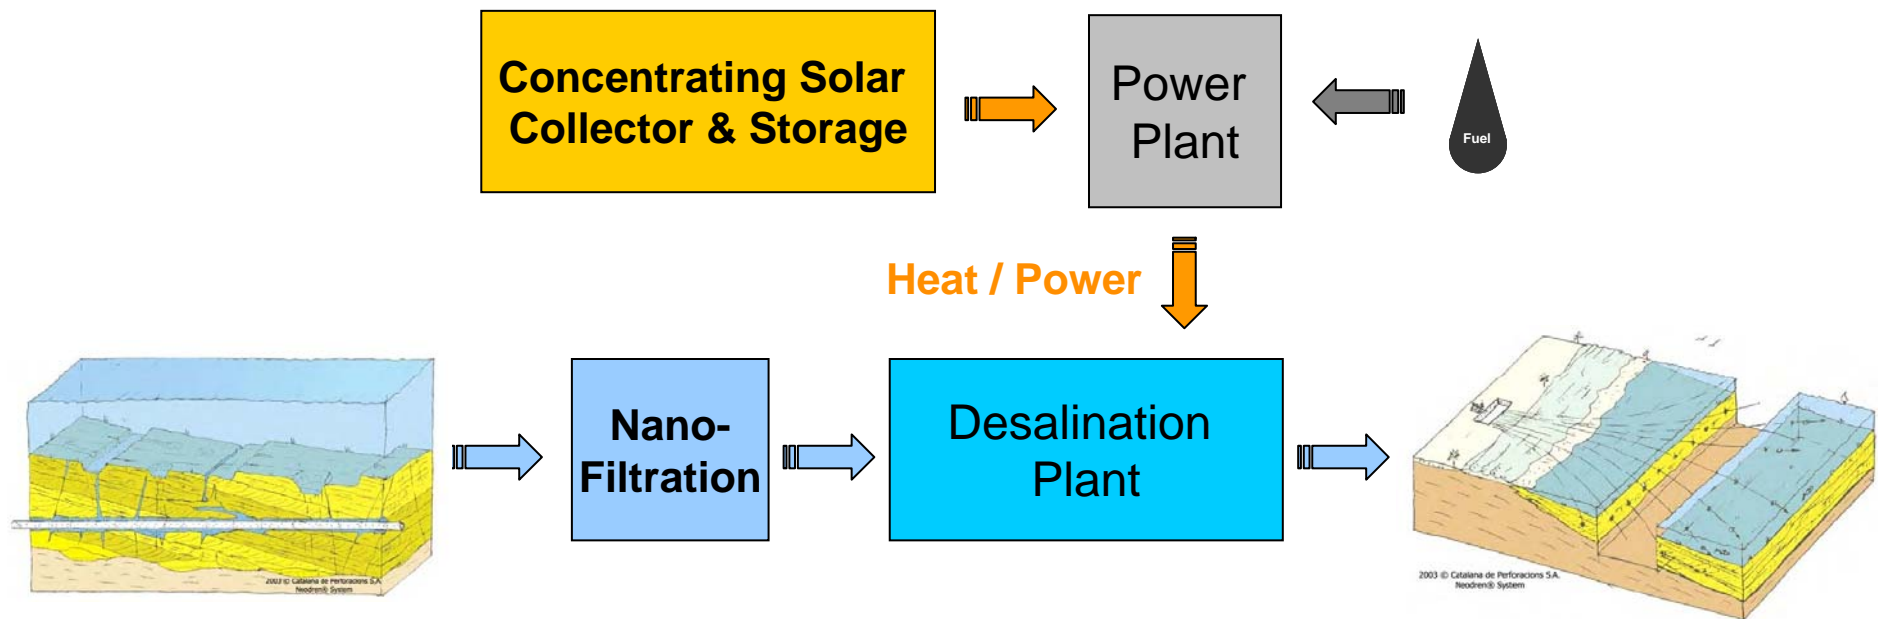 Concentrating Solar
Collector & Storage
Power
Plant
Fuel
Heat / Power
Nano-
Filtration
Desalination
Plant
2003 © Catalana de Perforacions S.A.
Neodren® System
2003 © Catalana de Perforacions S.A.
Neodren® System